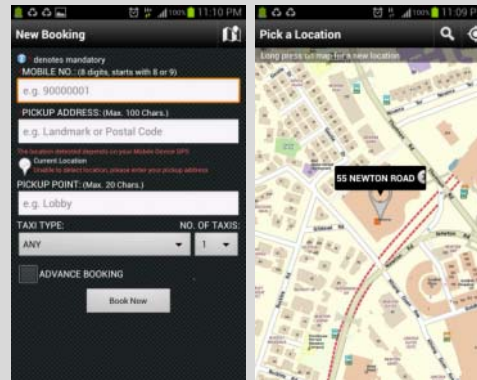 100% 11:10 PM
New Booking
denotes mandatory
MOBILE NO.: (8 digits, starts with 8 or 9)
e.g. 90000001
PICKUP ADDRESS: (Max. 100 Chars.)
e.g. Landmark or Postal Code
The location detected depends on your Mobile Device GPS
Current Location
Unable to detect location, please enter your pickup address
PICKUP POINT: (Max. 20 Chars.)
e.g. Lobby
TAXI TYPE: NO. OF TAXIS:
ANY 1
ADVANCE BOOKING
Book Now
100% 11:09 PM
Pick a Location
Long press on map for a new location
55 NEWTON ROAD